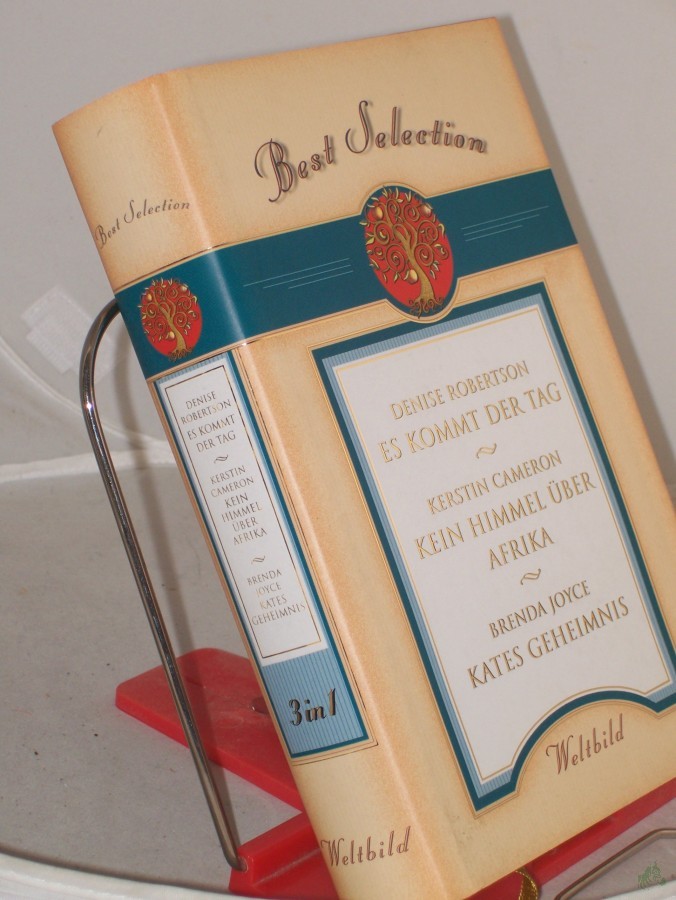 Best Selection
DENISE
ROBERTSON
ES KOMMT
DER TAG
KERSTIN
CAMERON
KEIN
HIMMEL
ÜBER
AFRIKA
BRENDA
JOYCE
KATES
GEHEIMNIS
3 in 1
Weltbild
Best Selection
DENISE ROBERTSON
ES KOMMT DER TAG
KERSTIN CAMERON
KEIN HIMMEL ÜBER
AFRIKA
BRENDA JOYCE
KATES GEHEIMNIS
Weltbild